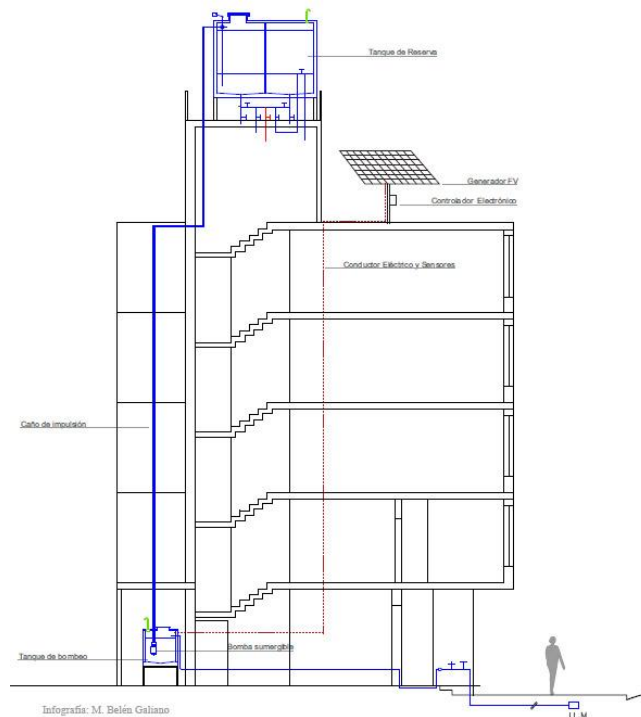 Tanque de Reserva
Generador FV
Controlador Electrónico
Conductor Eléctrico y Sensores
Caño de impulsión
Bomba sumergible
Tanque de bombeo
Infografía: M. Belén Galiano